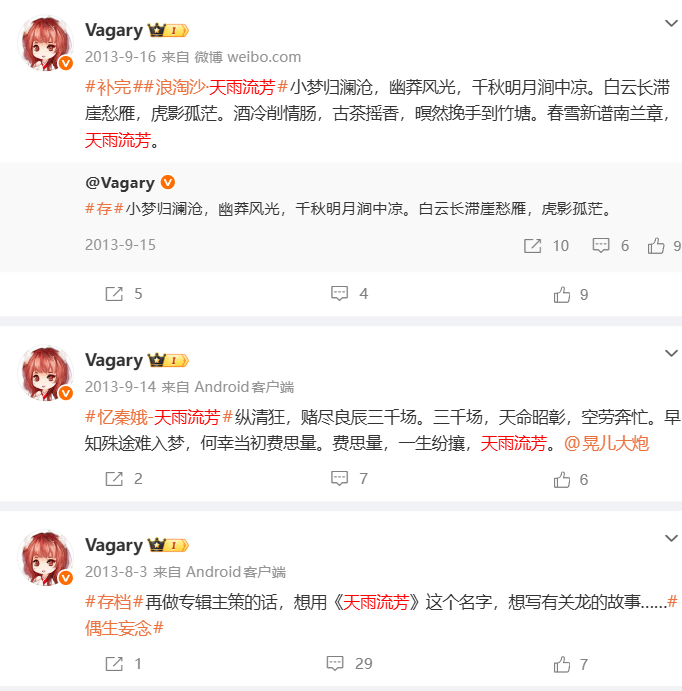 Vagary I
2013-9-16 来自 微博 weibo.com
#补完##浪淘沙·天雨流芳#小梦归澜沧，幽莽风光，千秋明月涧中凉。白云长滞
崖愁雁，虎影孤茫。酒冷削情肠，古茶摇香，暝然挽手到竹塘。春雪新谱南兰章，
天雨流芳。
@Vagary
#存#小梦归澜沧，幽莽风光，千秋明月涧中凉。白云长滞崖愁雁，虎影孤茫。
2013-9-15 10 6 9
5 4 9
Vagary I
2013-9-14 来自 Android客户端
#忆秦娥-天雨流芳#纵清狂，赌尽良辰三千场。三千场，天命昭彰，空劳奔忙。早
知殊途难入梦，何幸当初费思量。费思量，一生纷攘，天雨流芳。@晃儿大炮
2 7 6
Vagary I
2013-8-3 来自 Android客户端
#存档#再做专辑主策的话，想用《天雨流芳》这个名字，想写有关龙的故事……#
偶生妄念#
1 29 7